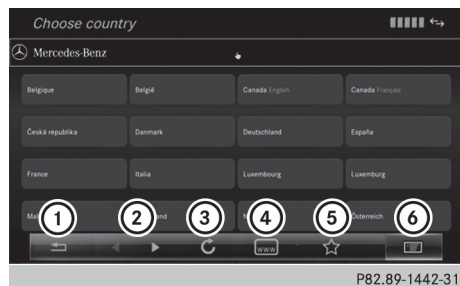 Choose country
Mercedes-Benz
Belgique België Canada English Canada Français
Česká republika Danmark Deutschland España
France Italia Luxembourg Luxemburg
Österreich
1 2 3 4 5 6
www
P82.89-1442-31